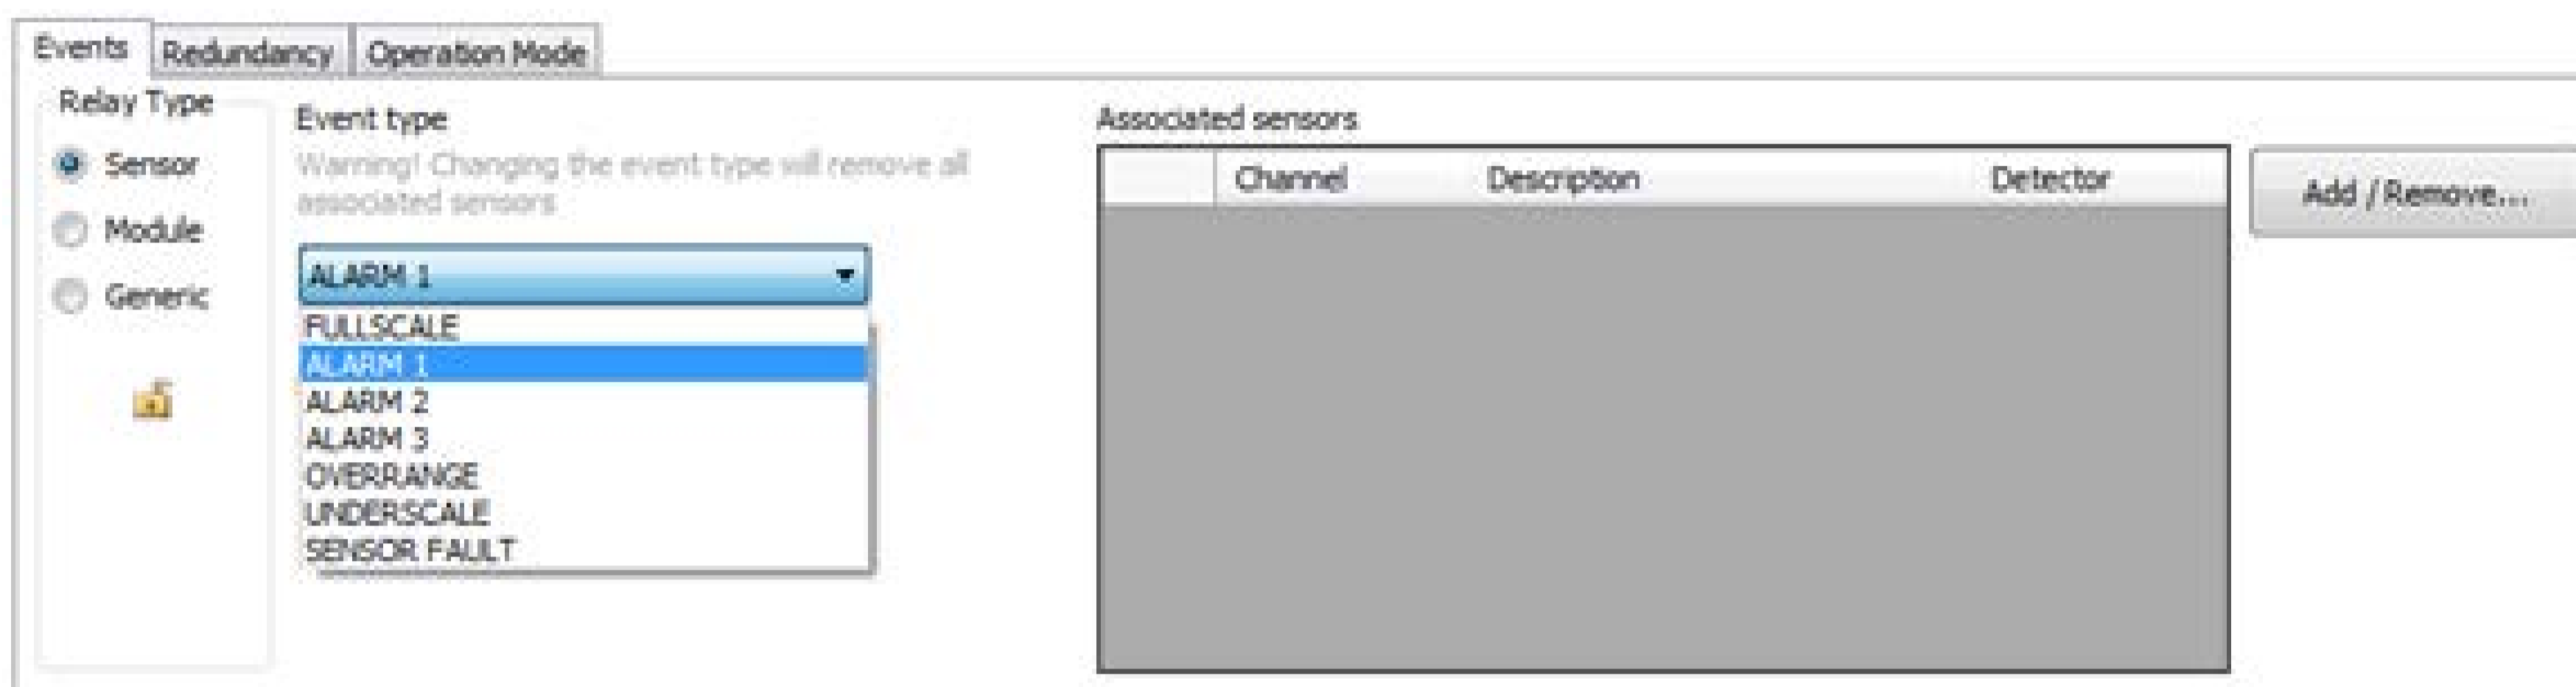 Events Redundancy Operation Mode
Relay Type
Sensor
Module
Generic
Event type
Warning! Changing the event type will remove all
associated sensors
ALARM 1
FULLSCALE
ALARM 1
ALARM 2
ALARM 3
OVERRANGE
UNDERSCALE
SENSOR FAULT
Associated sensors
Channel Description Detector
Add / Remove...